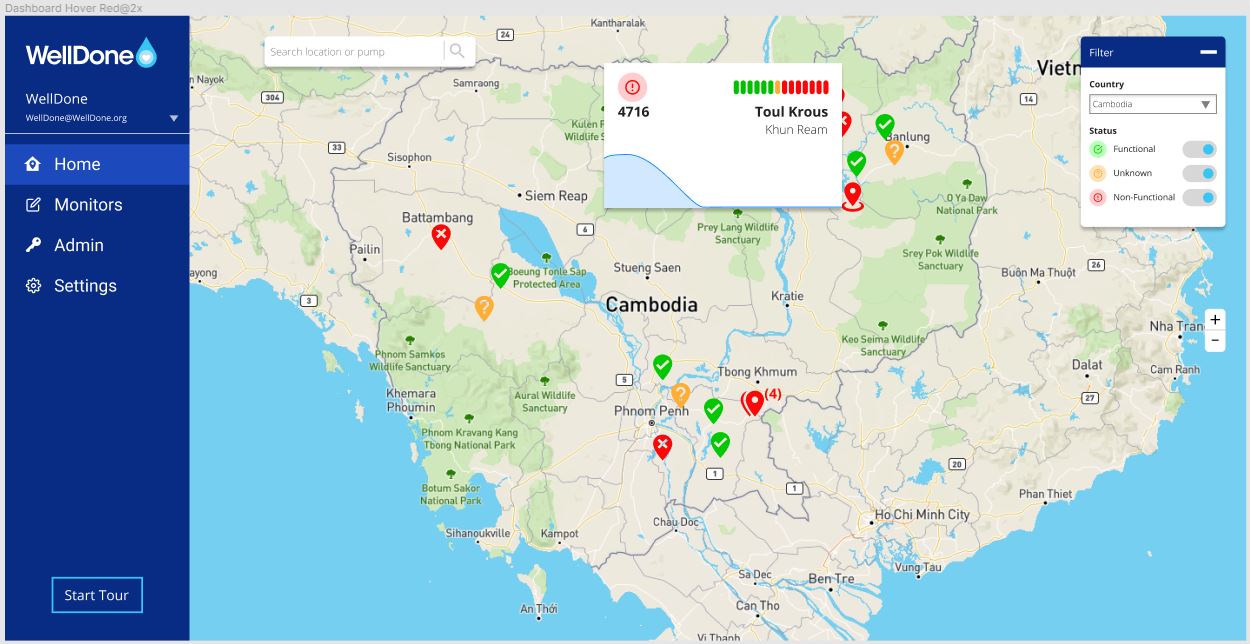 Dashboard Hover Red@2x
WellDone
WellDone
WellDone@WellDone.org
Home
Monitors
Admin
Settings
Start Tour
Search location or pump
4716
Toul Krous
Khun Ream
Filter
Country
Cambodia
Status
Functional
Unknown
Non-Functional
+
−
Kantharalak
24
n Nayok
304
Samraong
Kulen
Wildlife S
33
Sisophon
Siem Reap
Battambang
6
Pailin
ayong
3
Boeung Tonle Sap
Protected Area
Stueng Saen
Prey Lang Wildlife
Sanctuary
Banlung
Vietn
14
O Ya Daw
National Park
Srey Pok Wildlife
Sanctuary
26
Buôn Ma Thuột
Cambodia
Kratie
Nha Tran
Keo Seima Wildlife
Sanctuary
Phnom Samkos
Wildlife Sanctuary
Dalat
Cam Ranh
27
5
Tbong Khmum
(4)
Khemara
Phoumin
Aural Wildlife
Sanctuary
Phnom Penh
Phnom Kravang Kang
Tbong National Park
1
20
1
Botum Sakor
National Park
Phan Thiet
Ho Chi Minh City
Chau Doc
Sihanoukville
Kampot
Vung Tau
Sa Dec
Ben Tre
An Thới
Can Tho
Vi Thanh